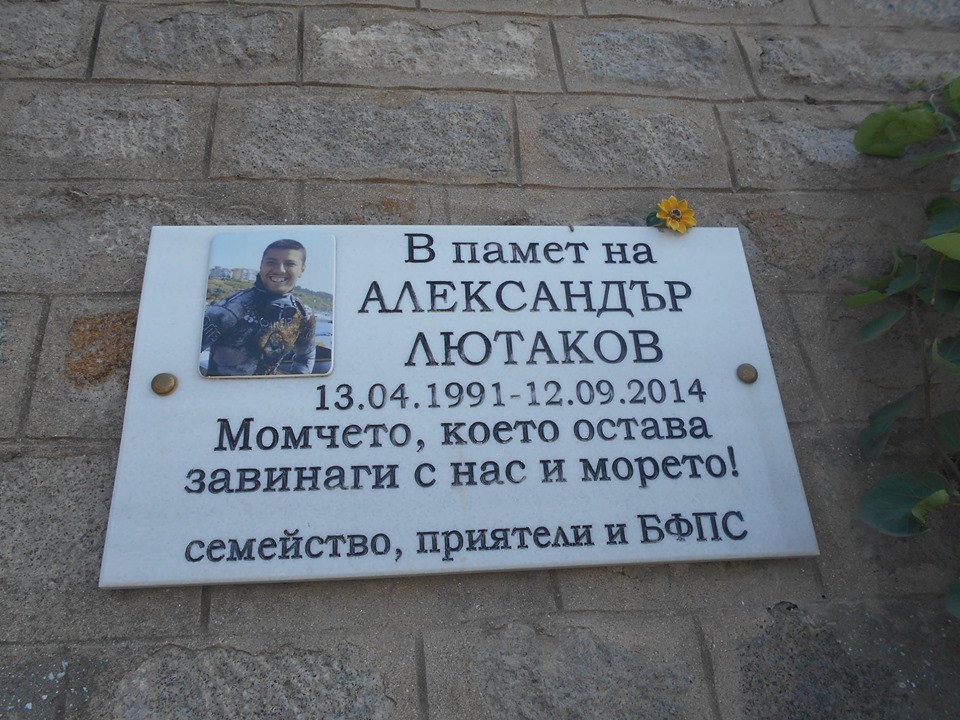 В памет на
АЛЕКСАНДЪР
ЛЮТАКОВ
13.04.1991-12.09.2014
Момчето, което остава
завинаги с нас и морето!
семейство, приятели и БФПС